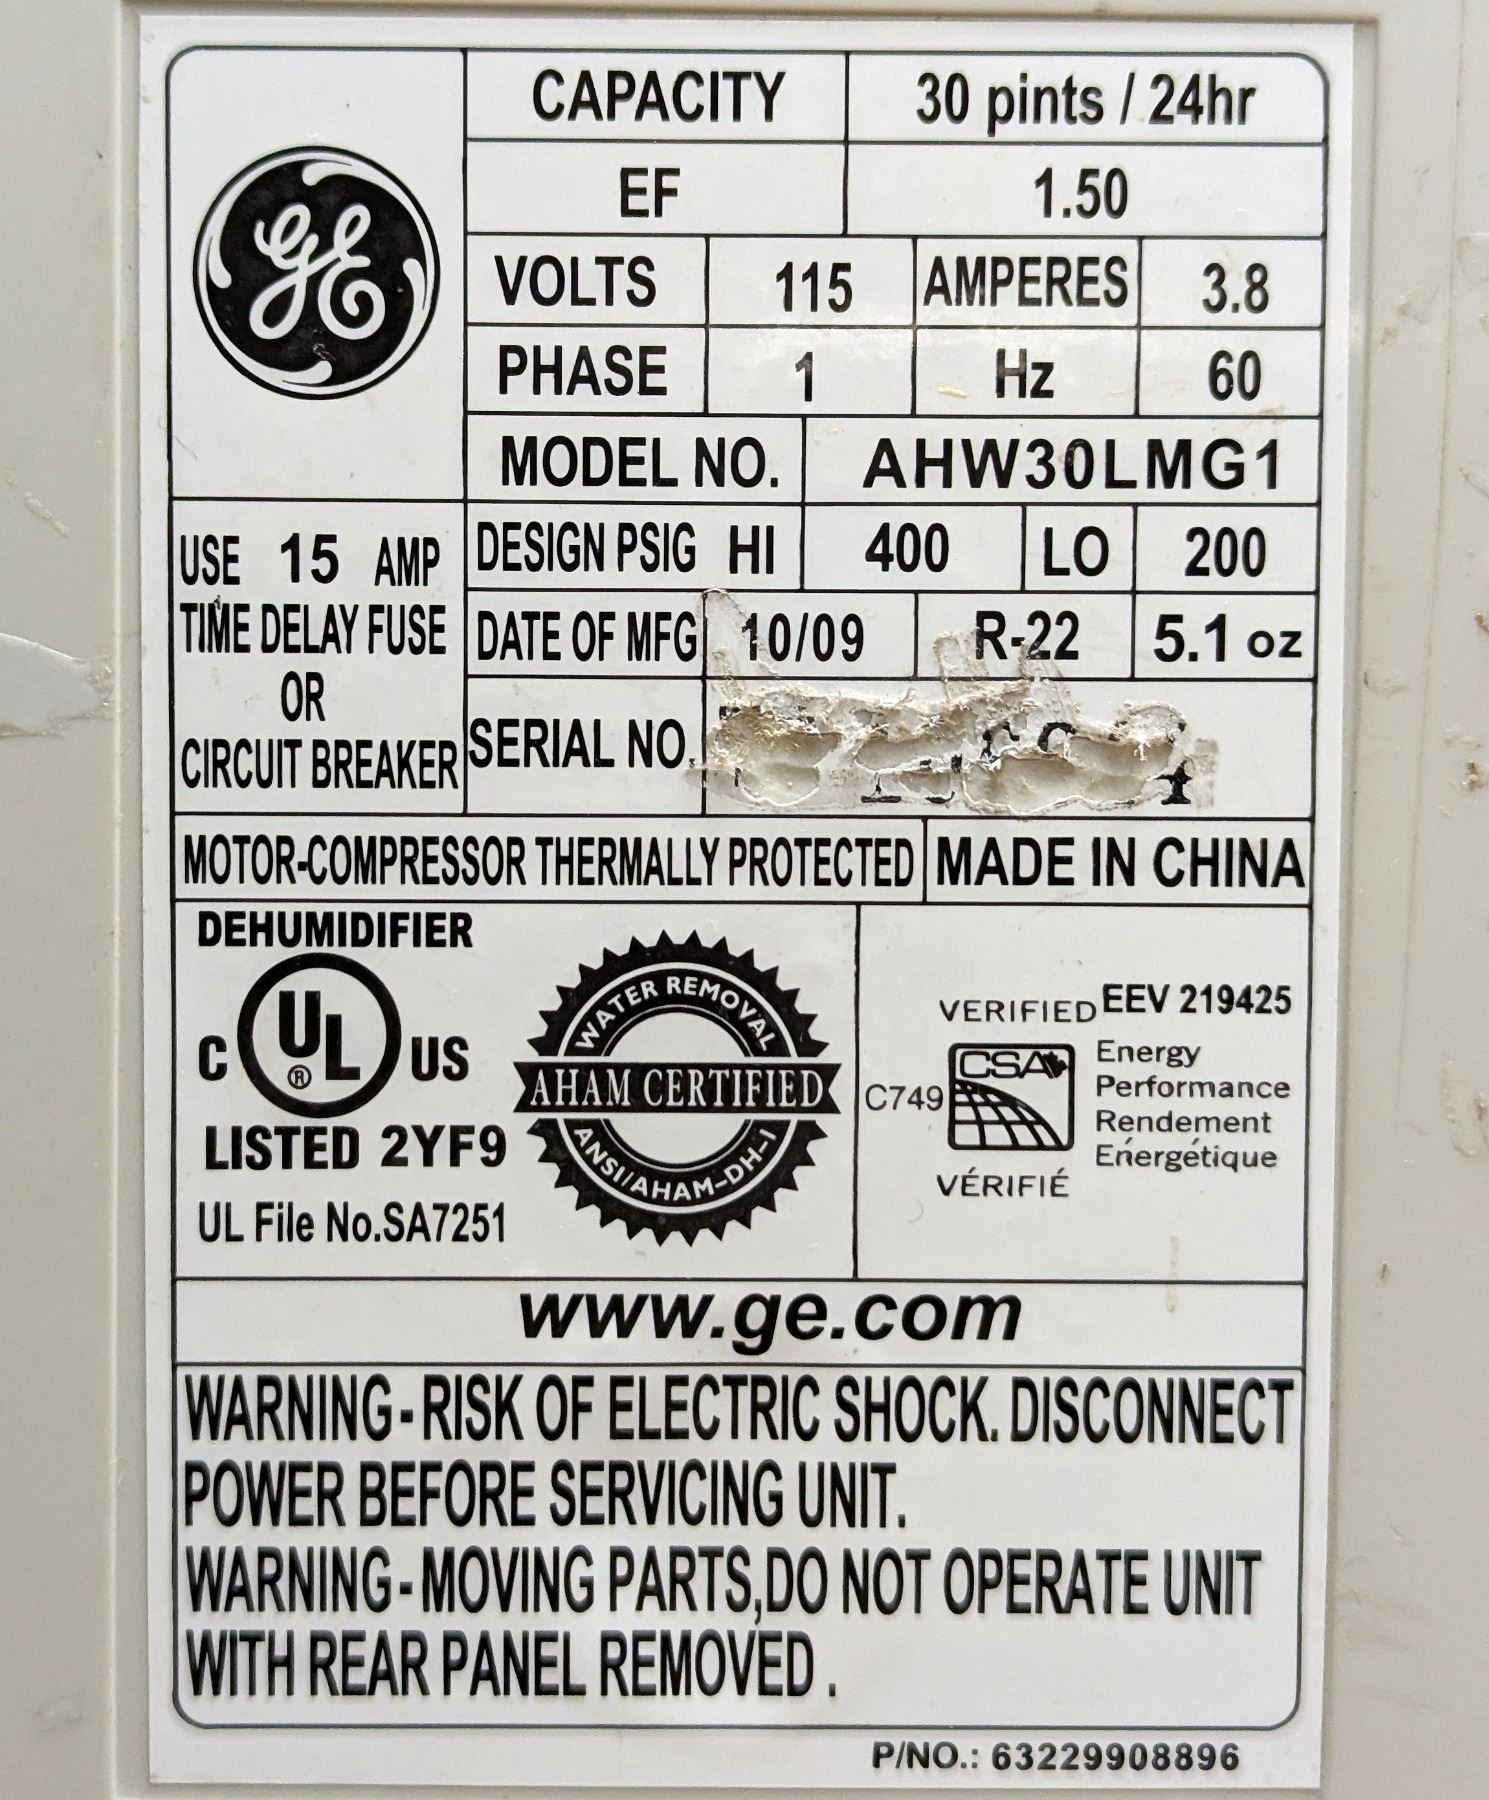 GE
CAPACITY 30 pints / 24hr
EF 1.50
VOLTS 115 AMPERES 3.8
PHASE 1 Hz 60
MODEL NO. AHW30LMG1
USE 15 AMP
TIME DELAY FUSE
OR
CIRCUIT BREAKER
DESIGN PSIG HI 400 LO 200
DATE OF MFG 10/09 R-22 5.1 oz
SERIAL NO.
MOTOR-COMPRESSOR THERMALLY PROTECTED MADE IN CHINA
DEHUMIDIFIER
C UL ® US
LISTED 2YF9
UL File No.SA7251
WATER REMOVAL
AHAM CERTIFIED
ANSI/AHAM-DH-1
VERIFIED EEV 219425
C749 CSA
Energy
Performance
Rendement
Énergétique
VÉRIFIÉ
www.ge.com
WARNING-RISK OF ELECTRIC SHOCK. DISCONNECT
POWER BEFORE SERVICING UNIT.
WARNING-MOVING PARTS,DO NOT OPERATE UNIT
WITH REAR PANEL REMOVED .
P/NO.: 63229908896